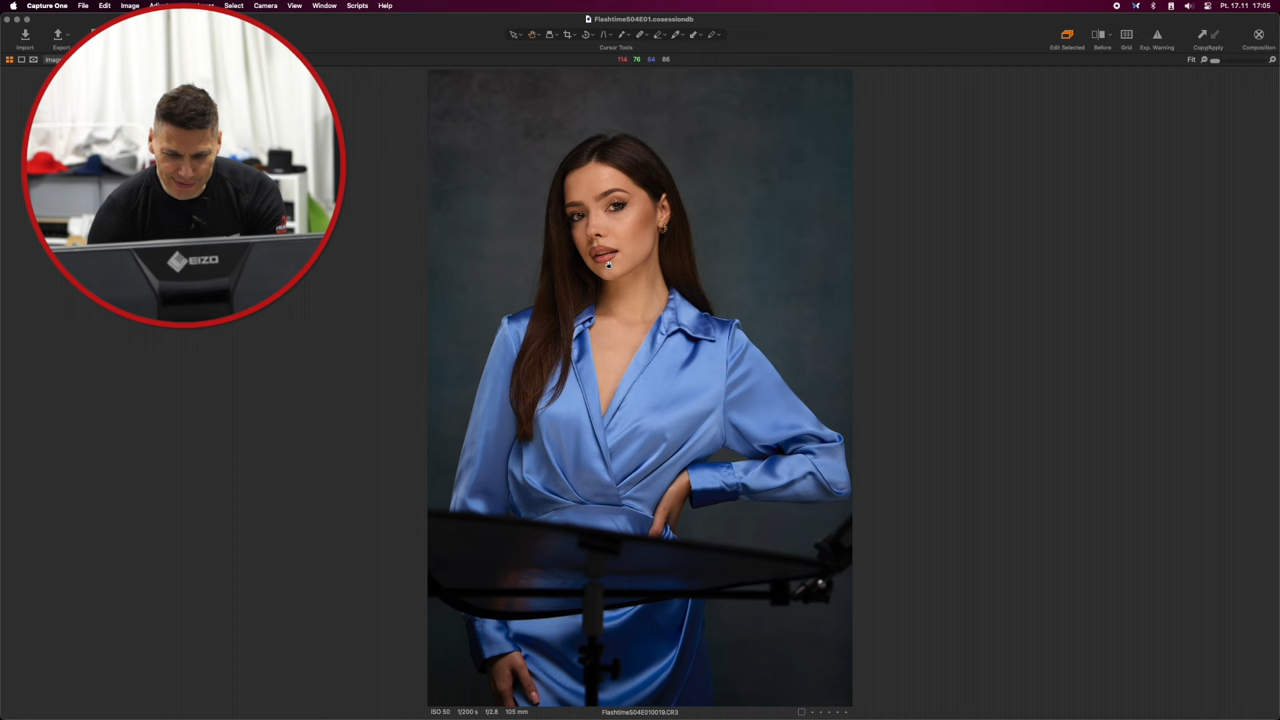 Capture One File Edit Image Select Camera View Window Scripts Help Pt. 17.11 17:05
FlashtimeS04E01.cosessiondb
Import Export Cursor Tools Edit Selected Before Grid Exp. Warning Copy/Apply Composition
114 76 64 86 Fit
EIZO
ISO 50 1/200 s f/2.8 105 mm FlashtimeS04E010019.CR3